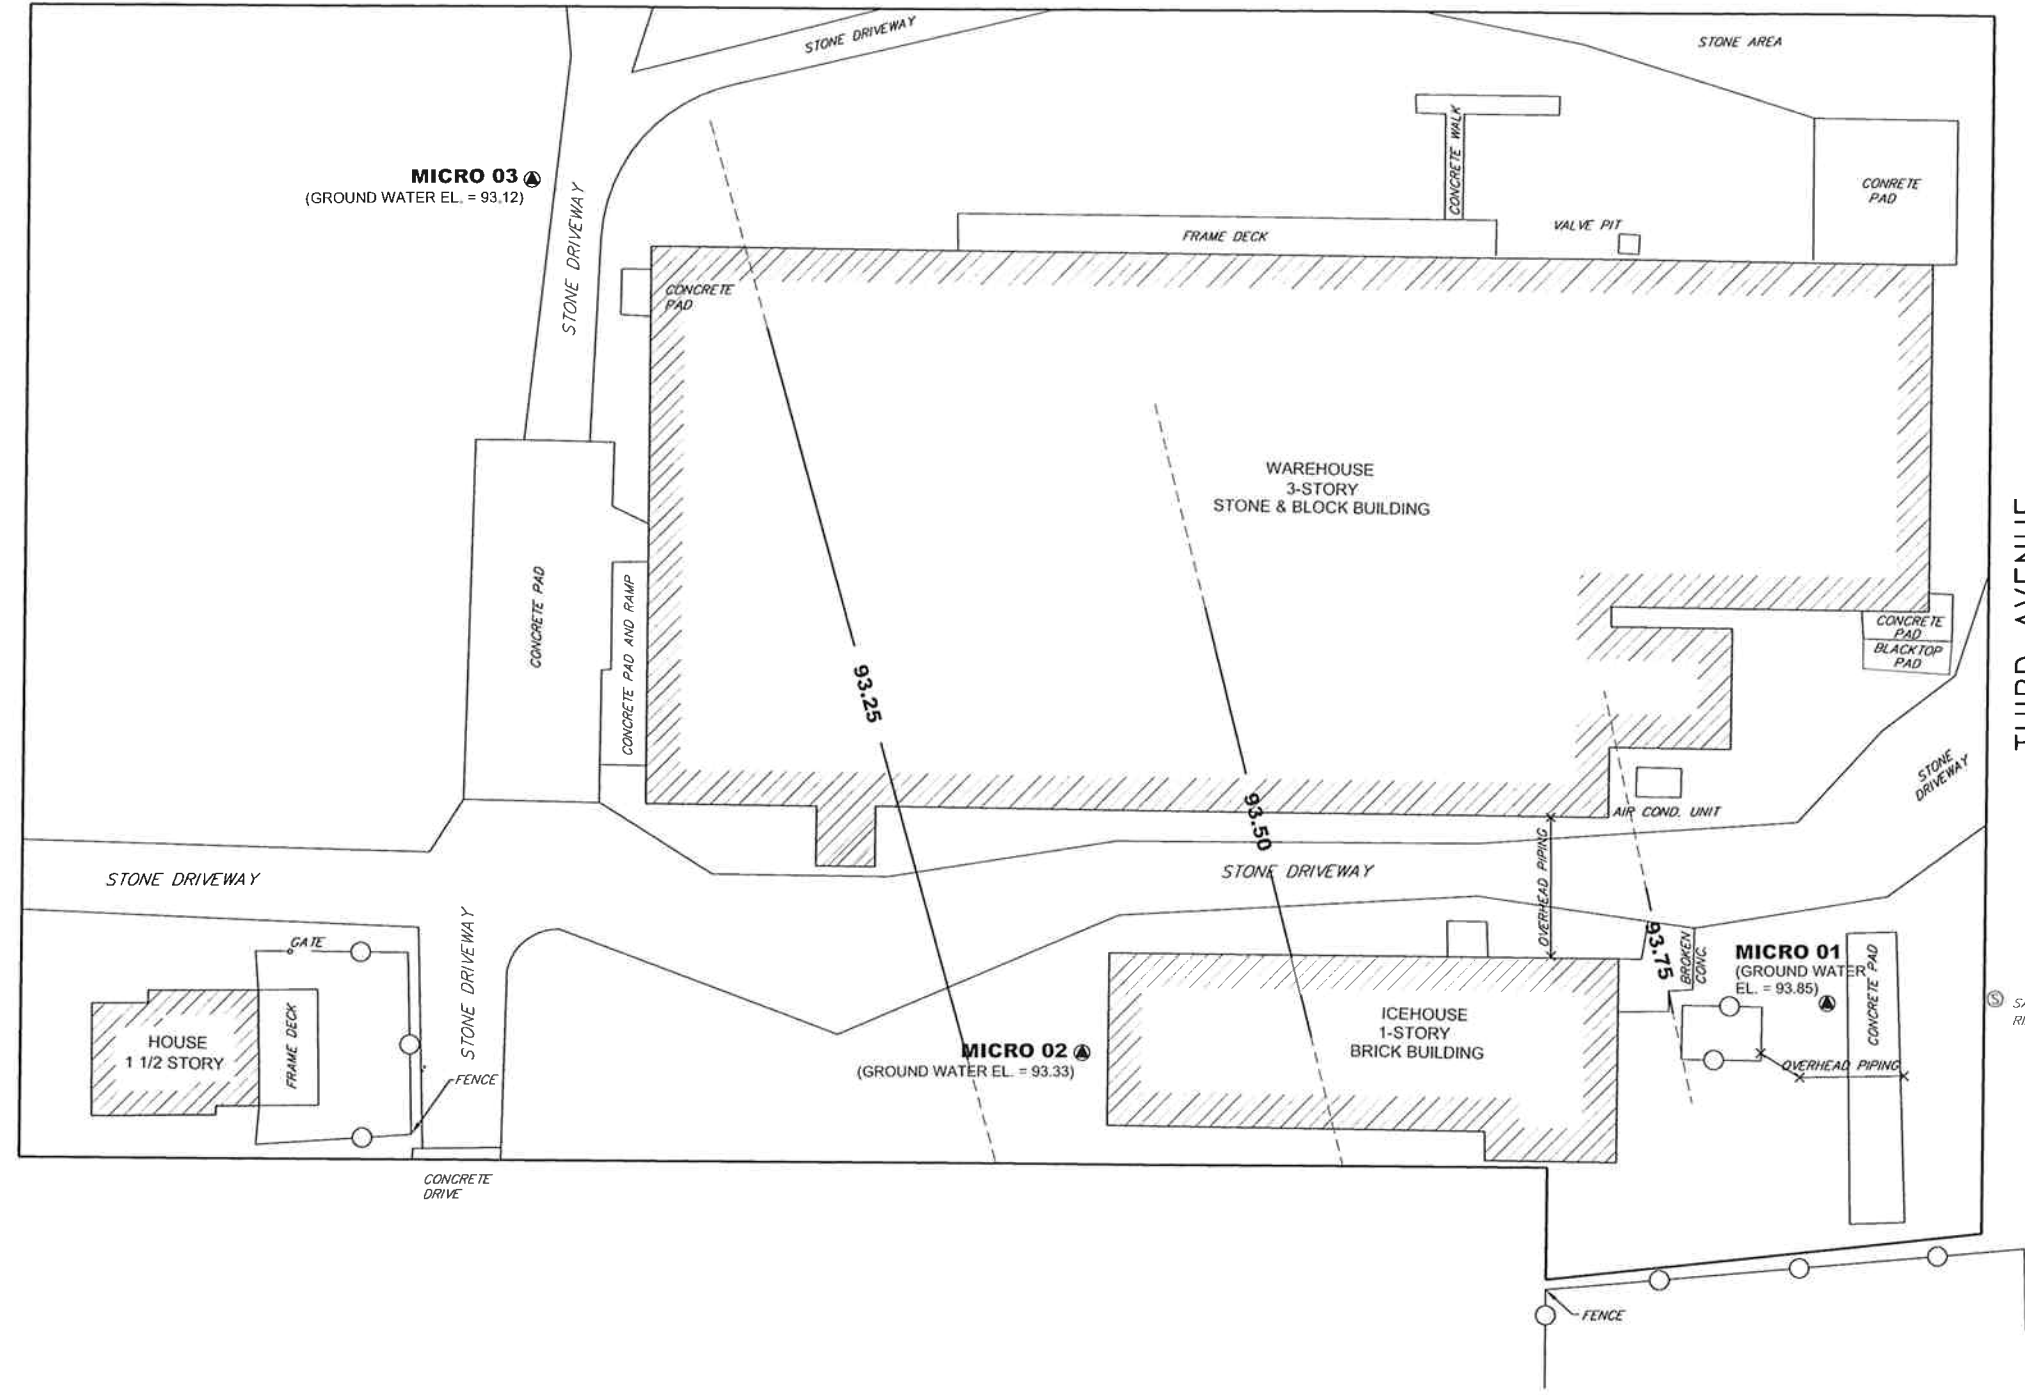 STONE DRIVEWAY
STONE AREA
CONCRETE WALK
MICRO 03
(GROUND WATER EL. = 93.12)
STONE DRIVEWAY
CONRETE
PAD
FRAME DECK
VALVE PIT
CONCRETE
PAD
WAREHOUSE
3-STORY
STONE & BLOCK BUILDING
THIRD AVENUE
CONCRETE PAD
CONCRETE PAD AND RAMP
CONCRETE
PAD
BLACKTOP
PAD
93.25
STONE
DRIVEWAY
93.50
AIR COND. UNIT
STONE DRIVEWAY
STONE DRIVEWAY
OVERHEAD PIPING
STONE DRIVEWAY
GATE
93.75
BROKEN
CONC.
MICRO 01
(GROUND WATER
EL. = 93.85)
CONCRETE PAD
S
HOUSE
1 1/2 STORY
FRAME DECK
ICEHOUSE
1-STORY
BRICK BUILDING
MICRO 02
(GROUND WATER EL. = 93.33)
FENCE
OVERHEAD PIPING
CONCRETE
DRIVE
FENCE